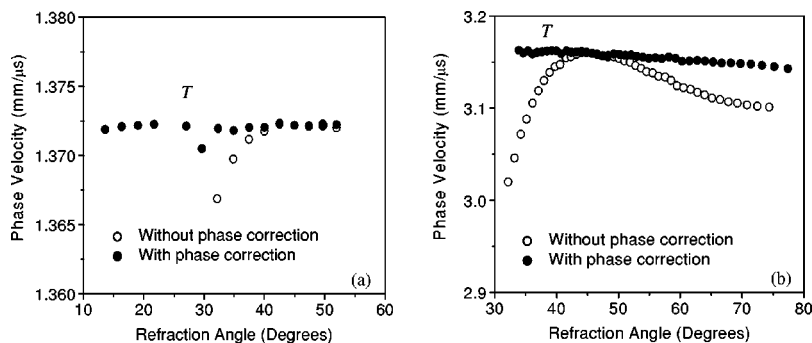 1.380
1.375
1.370
1.365
1.360
Phase Velocity (mm/μs)
T
Without phase correction
With phase correction
(a)
10 20 30 40 50 60
Refraction Angle (Degrees)
3.2
3.1
3.0
2.9
Phase Velocity (mm/μs)
T
Without phase correction
With phase correction
(b)
30 40 50 60 70 80
Refraction Angle (Degrees)